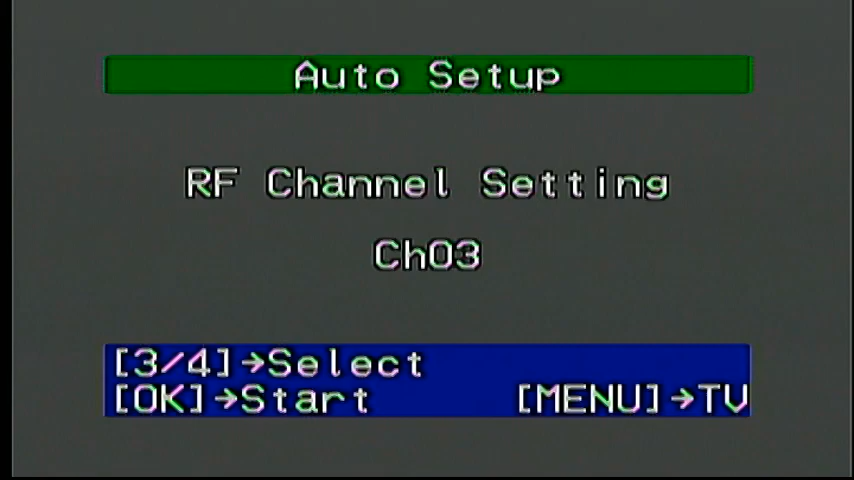 Auto Setup
RF Channel Setting
Ch03
[3/4]→Select
[OK]→Start [MENU]→TV